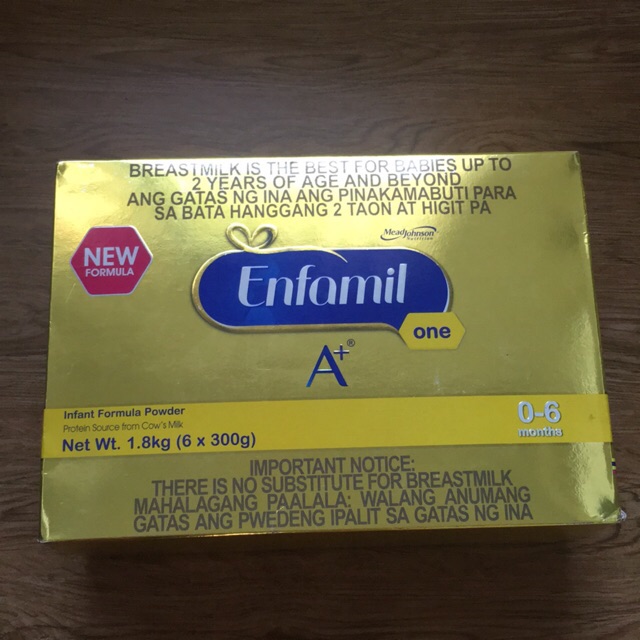 BREASTMILK IS THE BEST FOR BABIES UP TO
2 YEARS OF AGE AND BEYOND
ANG GATAS NG INA ANG PINAKAMABUTI PARA
SA BATA HANGGANG 2 TAON AT HIGIT PA
MeadJohnson
Nutrition
NEW
FORMULA
Enfamil
one
A+®
Infant Formula Powder
Protein Source from Cow's Milk
Net Wt. 1.8kg (6 x 300g)
0-6
months
IMPORTANT NOTICE:
THERE IS NO SUBSTITUTE FOR BREASTMILK
MAHALAGANG PAALALA: WALANG ANUMANG
GATAS ANG PWEDENG IPALIT SA GATAS NG INA